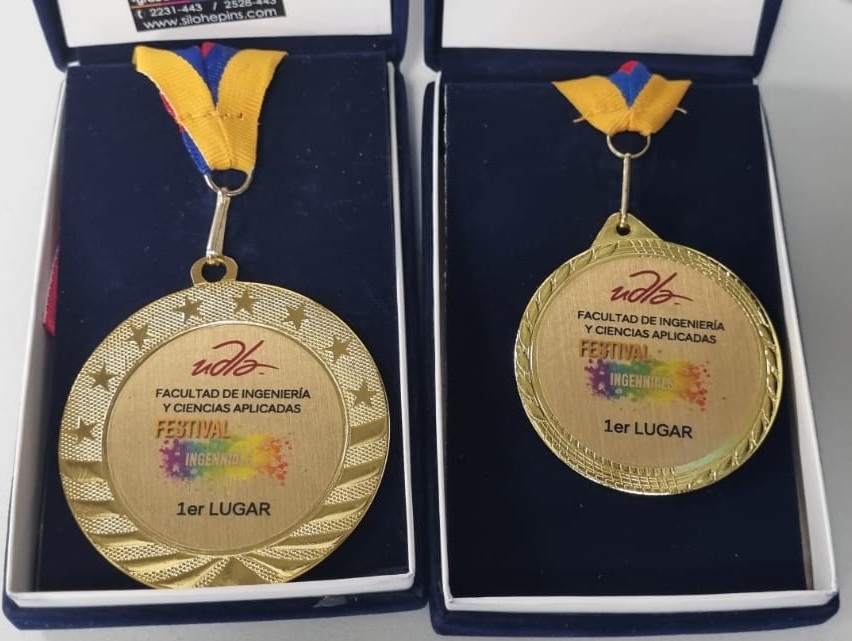 2231-443 / 2528-443
www.silohepins.com
udla
FACULTAD DE INGENIERÍA
Y CIENCIAS APLICADAS
FESTIVAL
1er LUGAR
udla
FACULTAD DE INGENIERÍA
Y CIENCIAS APLICADAS
FESTIVAL
INGENNIALS
1er LUGAR